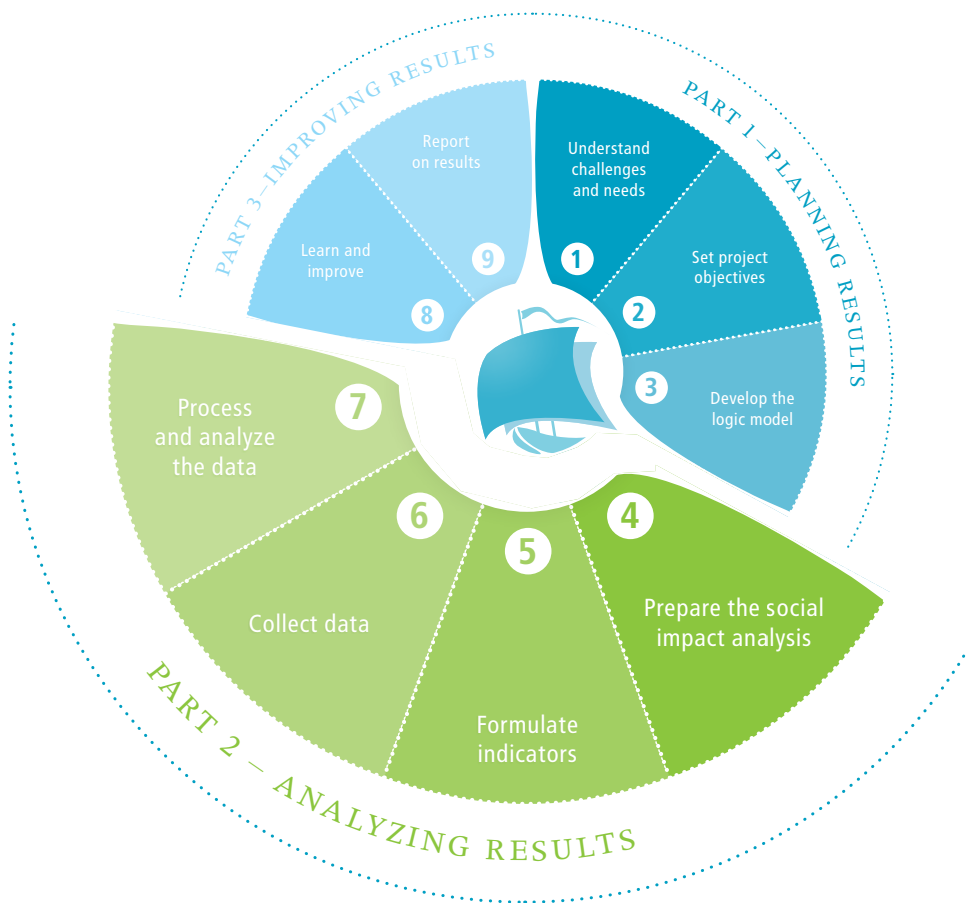 PART 1 – PLANNING RESULTS
Understand
challenges
and needs
1
Set project
objectives
2
Develop the
logic model
3
PART 2 – ANALYZING RESULTS
4
Prepare the social
impact analysis
5
Formulate
indicators
6
Collect data
7
Process
and analyze
the data
PART 3 – IMPROVING RESULTS
Learn and
improve
8
Report
on results
9